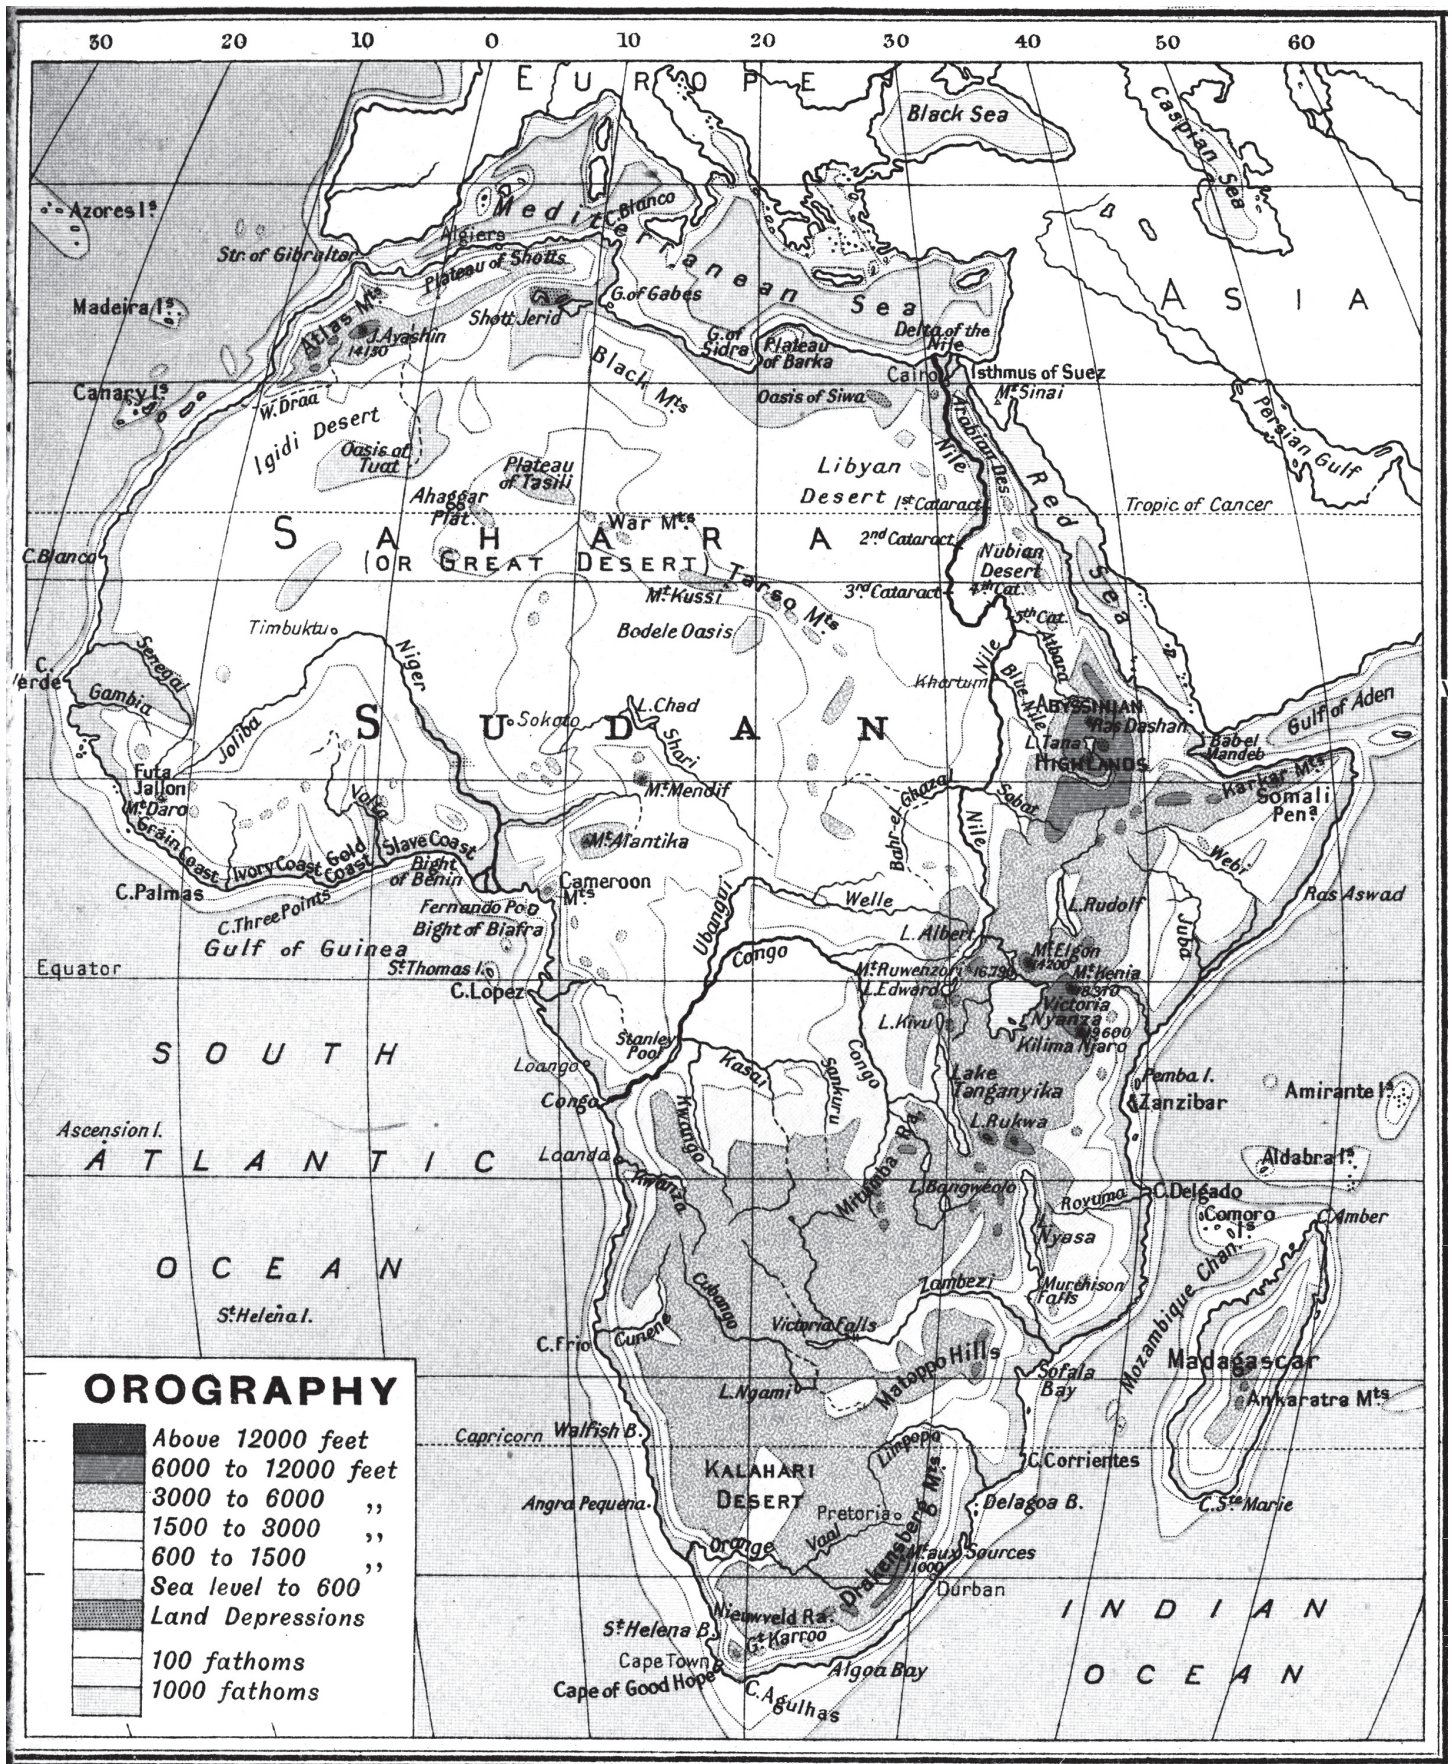 30 20 10 0 10 20 30 40 50 60
EUROPE
Black Sea
Caspian Sea
Azores Is.
Mediterranean Sea
C. Blanco
Algiers
Str. of Gibraltar
Plateau of Shotts
ASIA
Madeira Is.
Atlas Mts
G. of Gabes
Shott Jerid
J. Ayashin
14150
G. of
Sidra
Plateau
of Barka
Delta of the
Nile
Cairo
Isthmus of Suez
Mt. Sinai
Canary Is.
W. Draa
Black Mts
Oasis of Siwa
Persian Gulf
Igidi Desert
Oasis of
Tuat
Plateau
of Tasili
Libyan
Desert
Nile
Arabian Des.
Red Sea
Ahaggar
Plat.
1st Cataract
Tropic of Cancer
War Mts
SAHARA
(OR GREAT DESERT)
2nd Cataract
Nubian
Desert
C. Blanco
Mt. Kussi
Tarso Mts
3rd Cataract
4th Cat.
5th Cat.
Timbuktu
Bodele Oasis
Atbara
Senegal
Niger
Nile
C.
Verde
Gambia
Khartum
Blue Nile
ABYSSINIAN
HIGHLANDS
Ras Dashan
L. Tana
Gulf of Aden
Bab el
Mandeb
Joliba
Sokoto
L. Chad
SUDAN
Shari
Futa
Jallon
Mt. Daro
Mt. Mendif
Bahr-el-Ghazal
Sobat
Karkar Mts
Somali
Pena
Volta
Nile
Grain Coast
Ivory Coast
Gold
Coast
Slave Coast
Mt. Alantika
Webi
Bight
of Benin
C. Palmas
C. Three Points
Cameroon
Mts
Fernando Poo
Bight of Biafra
Welle
Ubangui
L. Rudolf
Juba
Ras Aswad
Gulf of Guinea
L. Albert
Congo
Mt. Elgon
14200
Equator
St. Thomas I.
Mt. Ruwenzori
16,790
Mt. Kenia
18370
C. Lopez
L. Edward
Victoria
Nyanza
L. Kivu
19600
Kilima Njaro
Stanley
Pool
SOUTH
Loango
Kasai
Sankuru
Congo
Lake
Tanganyika
Pemba I.
Zanzibar
Amirante Is.
Congo
Kwango
L. Rukwa
Ascension I.
ATLANTIC
Loanda
Aldabra Is.
Kwanza
Mitumba Ra.
L. Bangweolo
Rovuma
C. Delgado
Comoro
Is.
C. Amber
L.
Nyasa
OCEAN
Zambezi
Murchison
Falls
St. Helena I.
Cubango
Victoria Falls
Mozambique Chan.
C. Frio
Cunene
Matoppo Hills
Sofala
Bay
Madagascar
L. Ngami
Ankaratra Mts
Capricorn
Walfish B.
Limpopo
KALAHARI
DESERT
C. Corrientes
Angra Pequena
Pretoria
Drakensberg Mts.
Delagoa B.
C. Ste Marie
Orange
Vaal
Mt. aux Sources
11000
Durban
INDIAN
OCEAN
Nieuwveld Ra.
St. Helena B.
Gt. Karroo
Cape Town
Cape of Good Hope
Algoa Bay
C. Agulhas
OROGRAPHY
Above 12000 feet
6000 to 12000 feet
3000 to 6000 ,,
1500 to 3000 ,,
600 to 1500 ,,
Sea level to 600
Land Depressions
100 fathoms
1000 fathoms